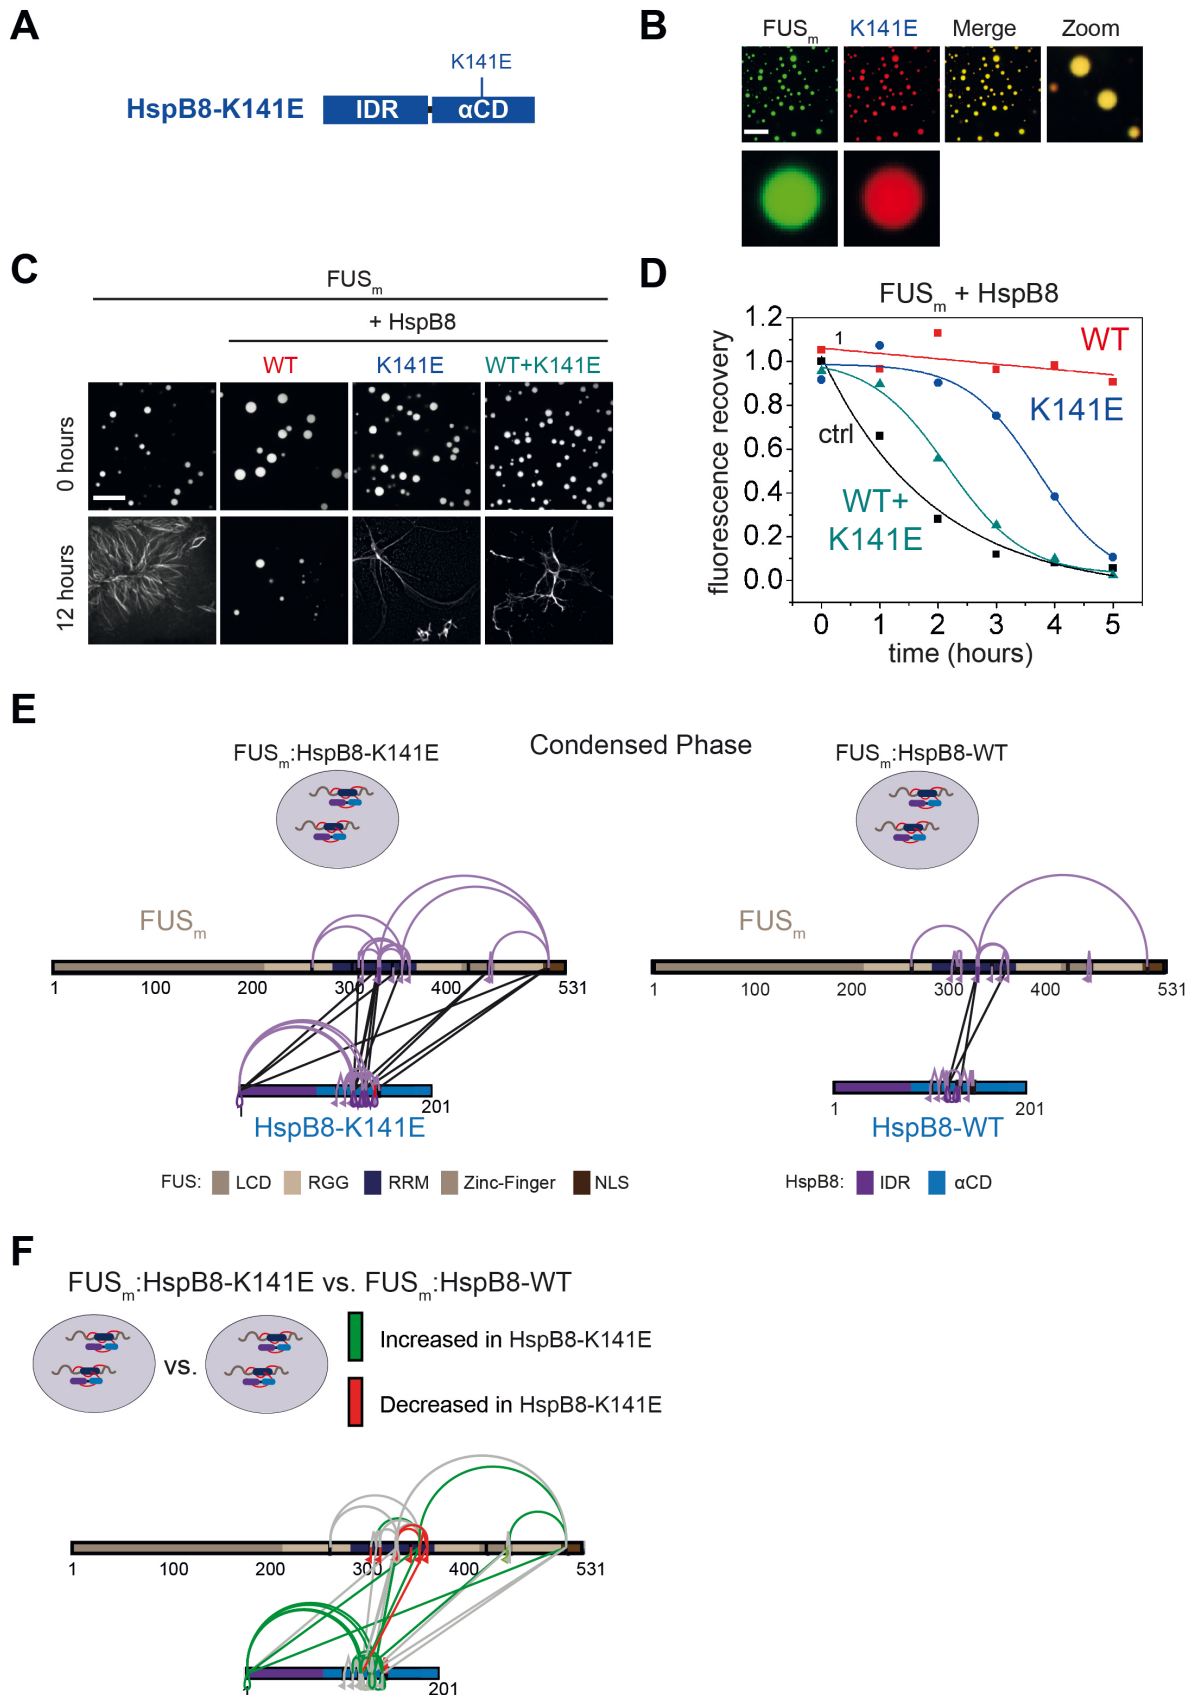 A
K141E
HspB8-K141E
IDR
αCD
B
FUSm
K141E
Merge
Zoom
C
FUSm
+ HspB8
WT
K141E
WT+K141E
0 hours
12 hours
D
FUSm + HspB8
1.2
1.0
0.8
0.6
0.4
0.2
0.0
fluorescence recovery
1
WT
K141E
ctrl
WT+
K141E
0 1 2 3 4 5
time (hours)
E
Condensed Phase
FUSm:HspB8-K141E
FUSm:HspB8-WT
FUSm
FUSm
1 100 200 300 400 531
1 100 200 300 400 531
1 201
1 201
HspB8-K141E
HspB8-WT
FUS: LCD RGG RRM Zinc-Finger NLS
HspB8: IDR αCD
F
FUSm:HspB8-K141E vs. FUSm:HspB8-WT
vs.
Increased in HspB8-K141E
Decreased in HspB8-K141E
1 100 200 300 400 531
1 201